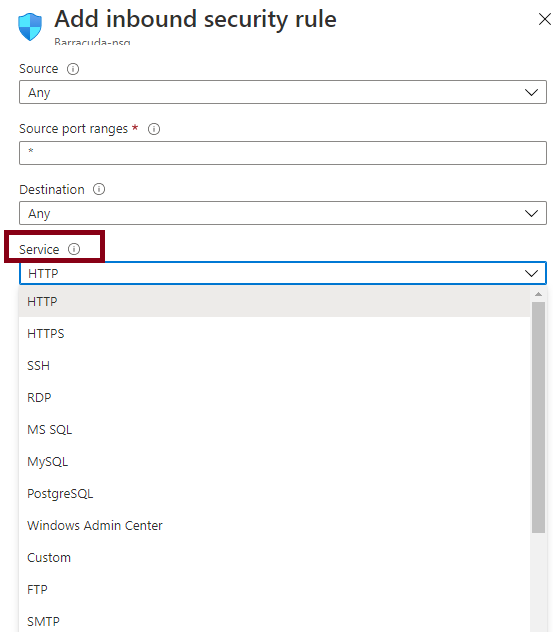 Add inbound security rule
Barracuda-nsg
Source
Any
Source port ranges *
*
Destination
Any
Service
HTTP
HTTP
HTTPS
SSH
RDP
MS SQL
MySQL
PostgreSQL
Windows Admin Center
Custom
FTP
SMTP